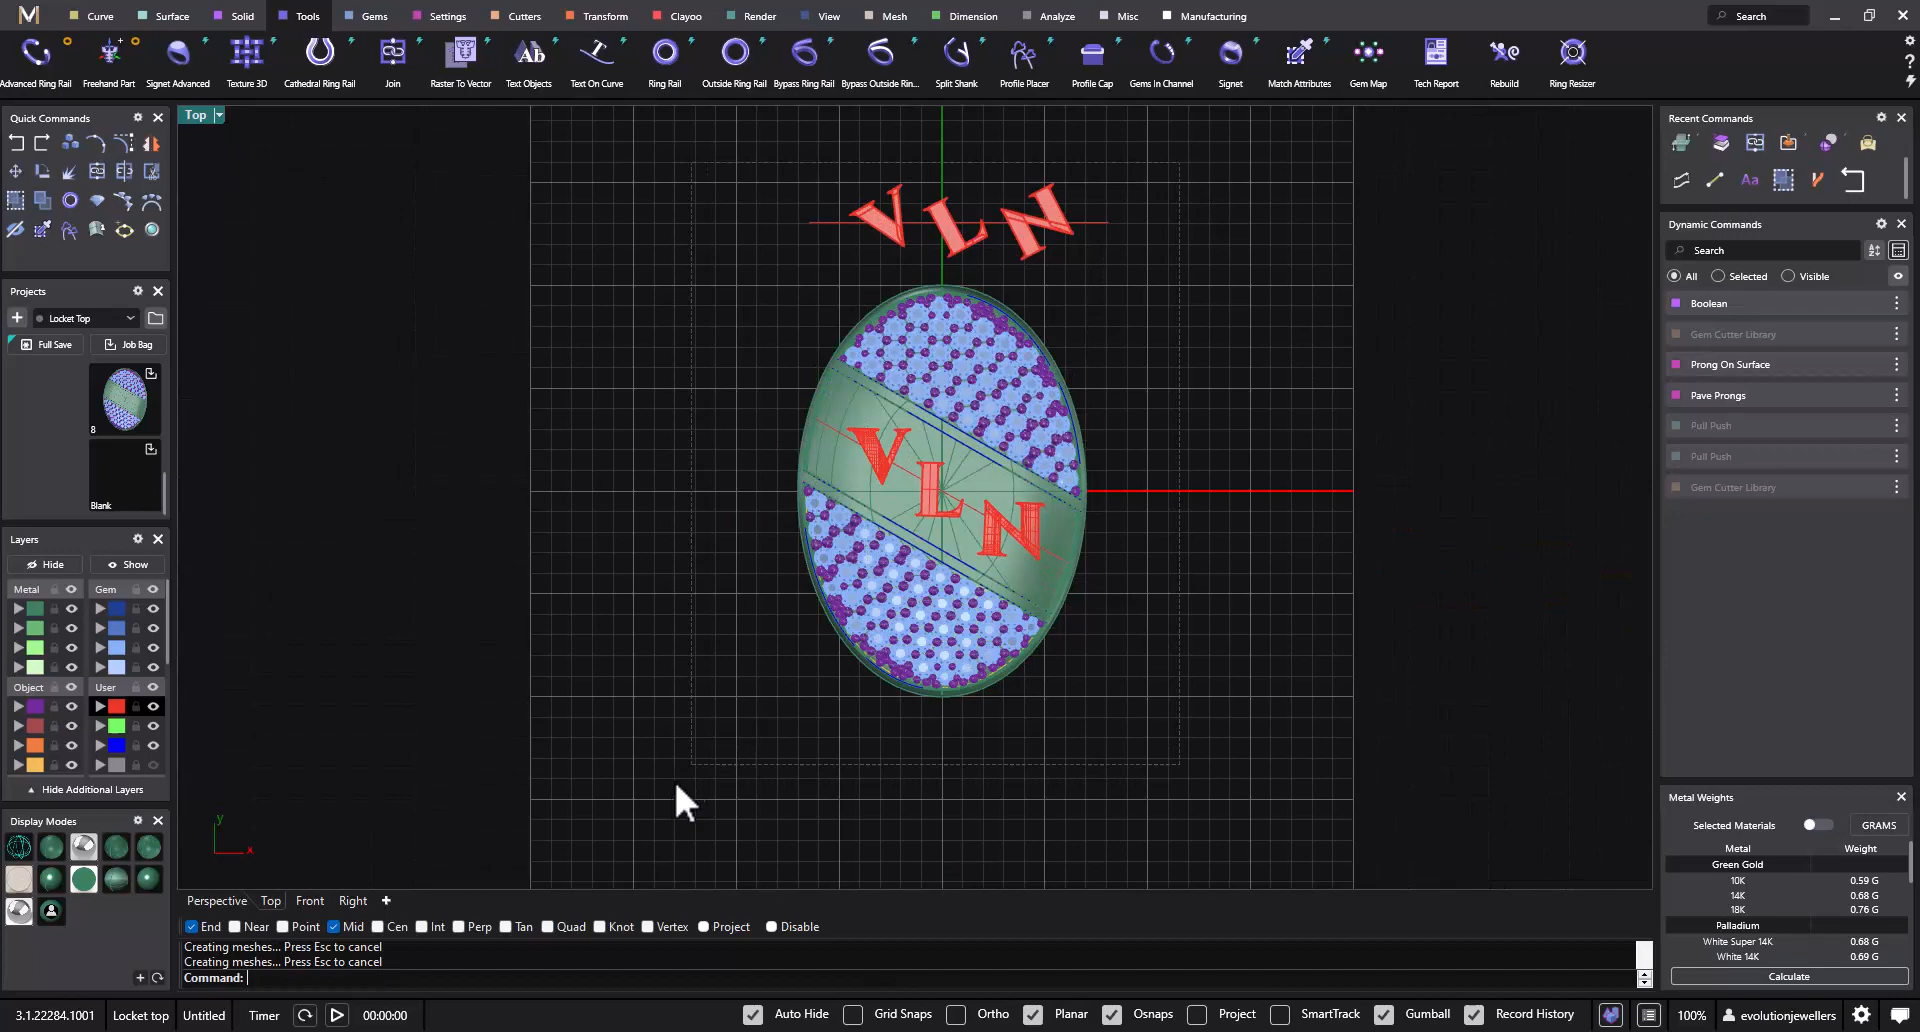 Curve Surface Solid Tools Gems Settings Cutters Transform Clayoo Render View Mesh Dimension Analyze Misc Manufacturing Search
Advanced Ring Rail Freehand Part Signet Advanced Texture 3D Cathedral Ring Rail Join Raster To Vector Text Objects Text On Curve Ring Rail Outside Ring Rail Bypass Ring Rail Bypass Outside Rin... Split Shank Profile Placer Profile Cap Gems In Channel Signet Match Attributes Gem Map Tech Report Rebuild Ring Resizer
Quick Commands
Projects
Locket Top
Full Save Job Bag
8
Blank
Layers
Hide Show
Metal Gem
Object User
Hide Additional Layers
Display Modes
Top
VLN
VLN
y
x
Perspective Top Front Right
End Near Point Mid Cen Int Perp Tan Quad Knot Vertex Project Disable
Creating meshes... Press Esc to cancel
Creating meshes... Press Esc to cancel
Command:
Recent Commands
Dynamic Commands
Search
All Selected Visible
Boolean
Gem Cutter Library
Prong On Surface
Pave Prongs
Pull Push
Pull Push
Gem Cutter Library
Metal Weights
Selected Materials GRAMS
Metal Weight
Green Gold
10K 0.59 G
14K 0.68 G
18K 0.76 G
Palladium
White Super 14K 0.68 G
White 14K 0.69 G
Calculate
3.1.22284.1001 Locket top Untitled Timer 00:00:00 Auto Hide Grid Snaps Ortho Planar Osnaps Project SmartTrack Gumball Record History 100% evolutionjewellers